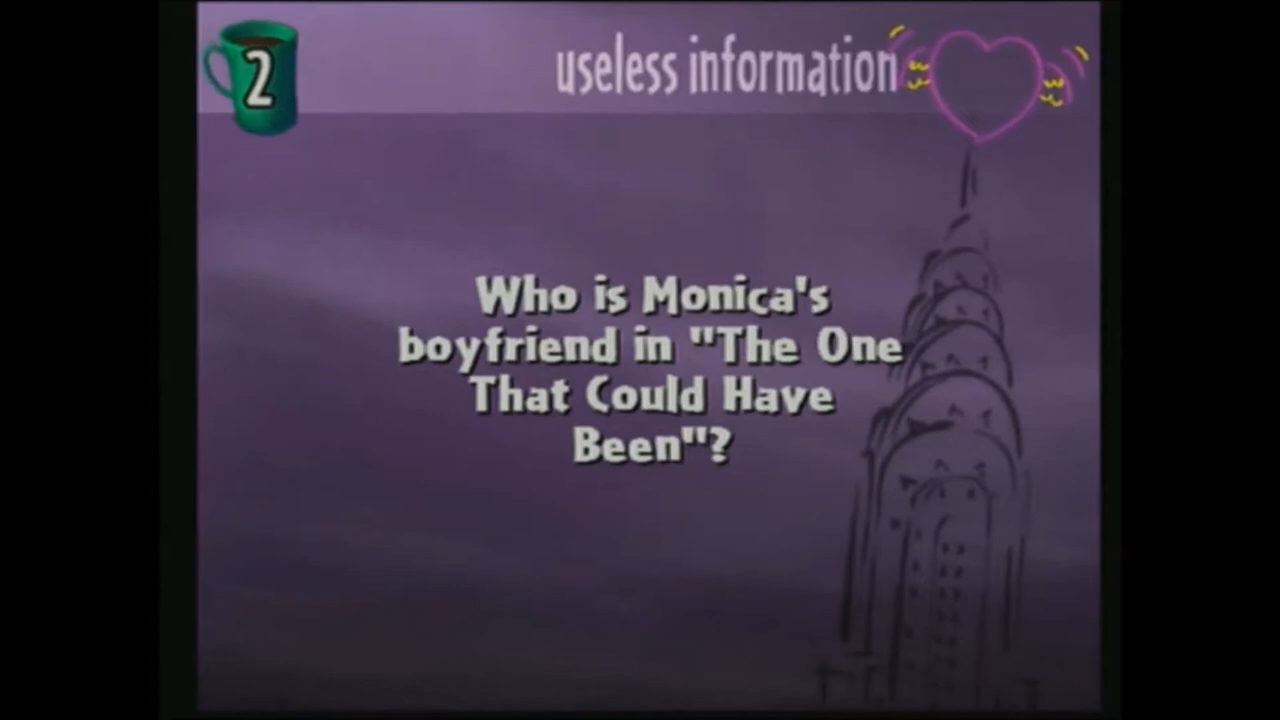 2
useless information
Who is Monica's
boyfriend in "The One
That Could Have
Been"?